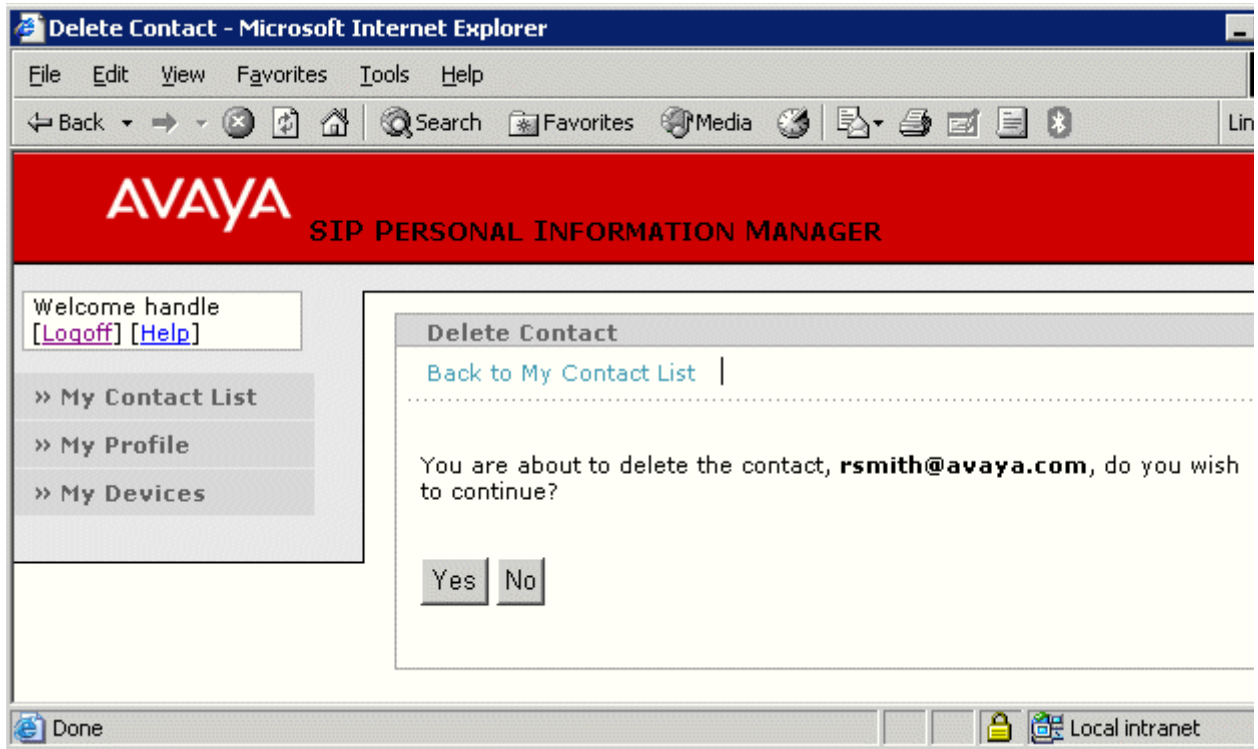 Delete Contact - Microsoft Internet Explorer
File Edit View Favorites Tools Help
Back Search Favorites Media Lin
AVAYA
SIP PERSONAL INFORMATION MANAGER
Welcome handle
[Logoff] [Help]
» My Contact List
» My Profile
» My Devices
Delete Contact
Back to My Contact List |
You are about to delete the contact, rsmith@avaya.com, do you wish
to continue?
Yes No
Done Local intranet